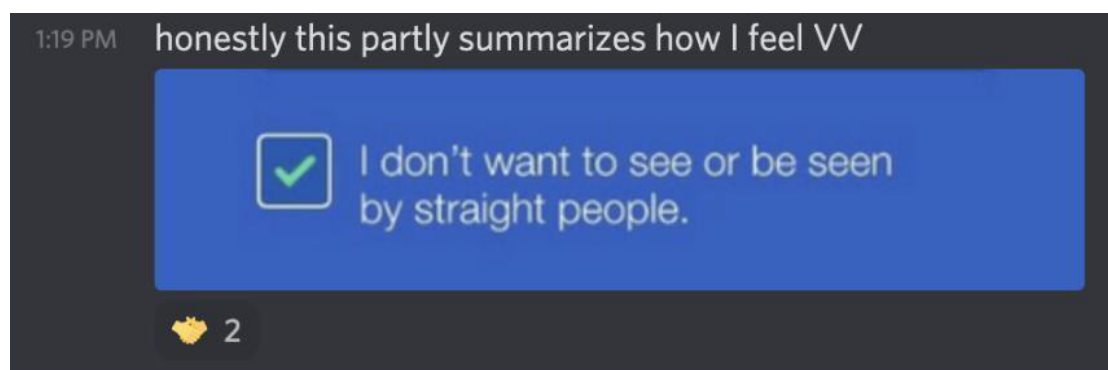 1:19 PM honestly this partly summarizes how I feel VV
I don't want to see or be seen
by straight people.
2